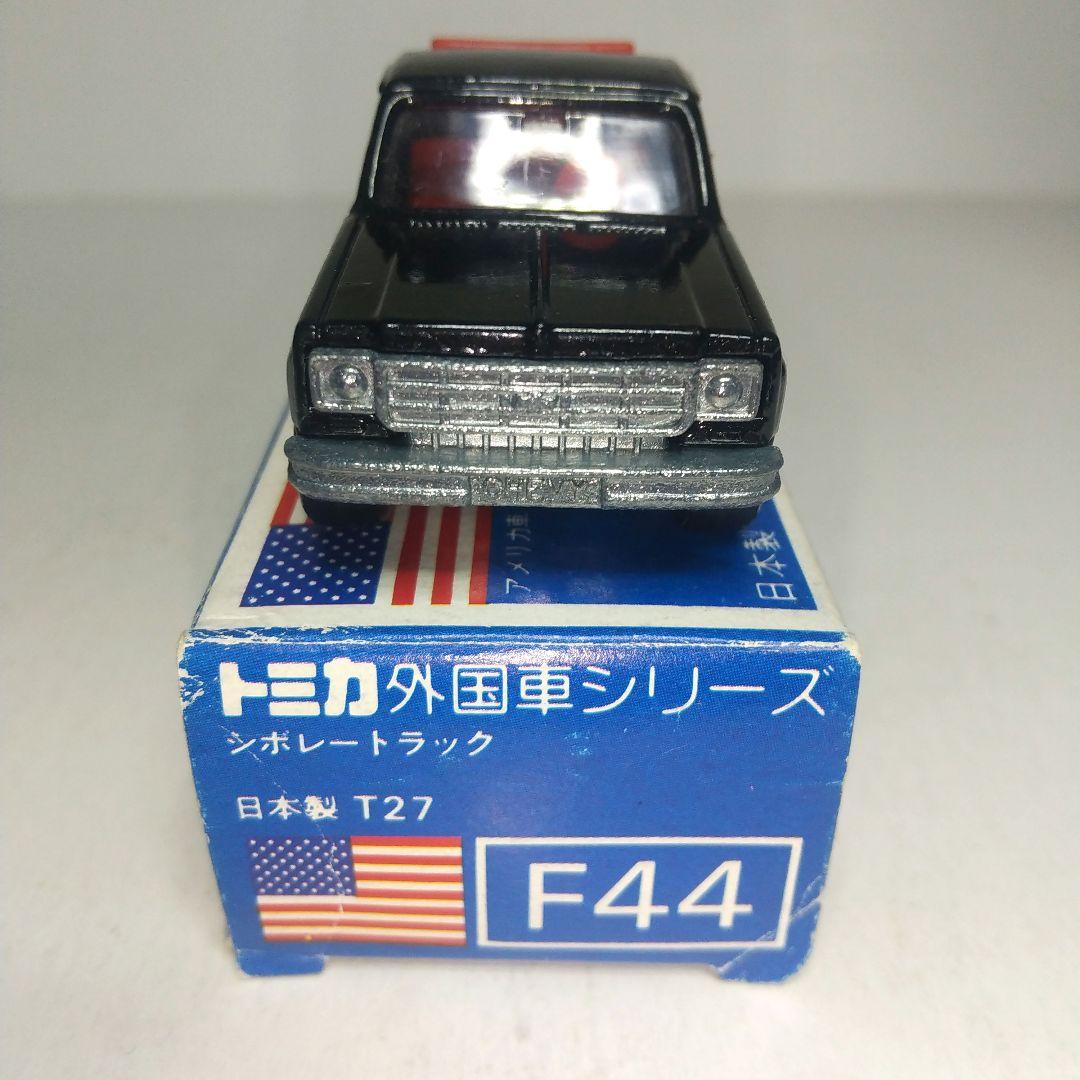 CHEVY
アメリカ車
日本製
トミカ外国車シリーズ
シボレートラック
日本製 T27
F44